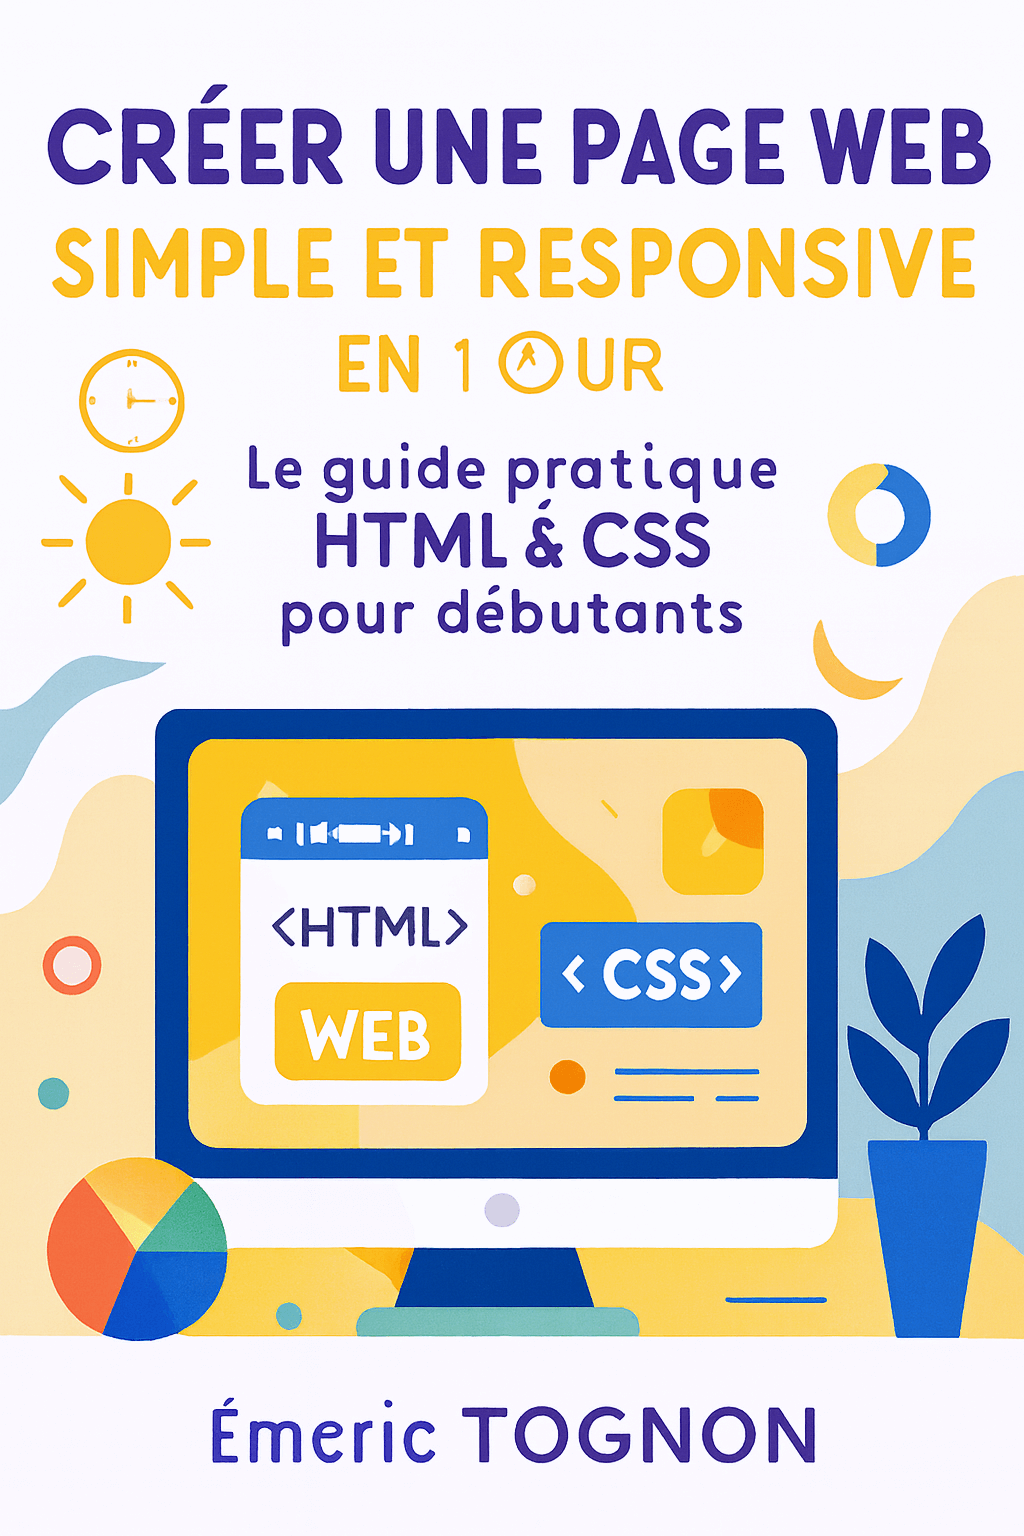 CRÉER UNE PAGE WEB
SIMPLE ET RESPONSIVE
EN 1 OUR
Le guide pratique
HTML & CSS
pour débutants
<HTML>
WEB
< CSS>
Émeric TOGNON